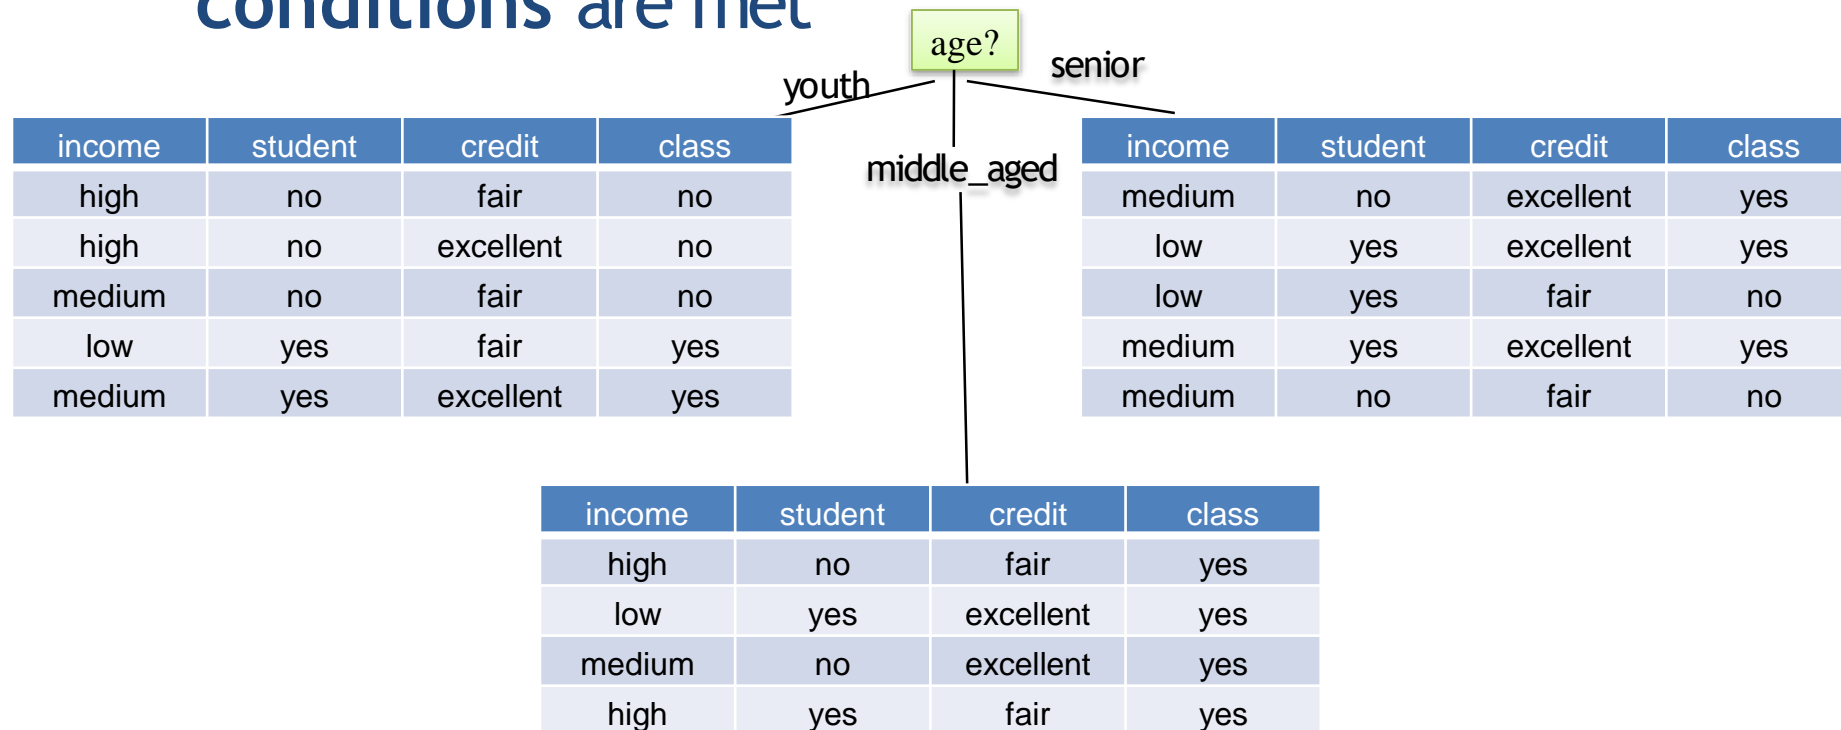 conditions are met
age?
youth
senior
middle_aged
income student credit class
high no fair no
high no excellent no
medium no fair no
low yes fair yes
medium yes excellent yes
income student credit class
medium no excellent yes
low yes excellent yes
low yes fair no
medium yes excellent yes
medium no fair no
income student credit class
high no fair yes
low yes excellent yes
medium no excellent yes
high yes fair yes